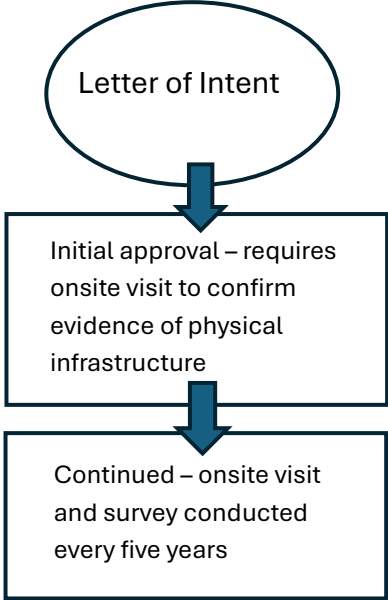 Letter of Intent
Initial approval – requires
onsite visit to confirm
evidence of physical
infrastructure
Continued – onsite visit
and survey conducted
every five years